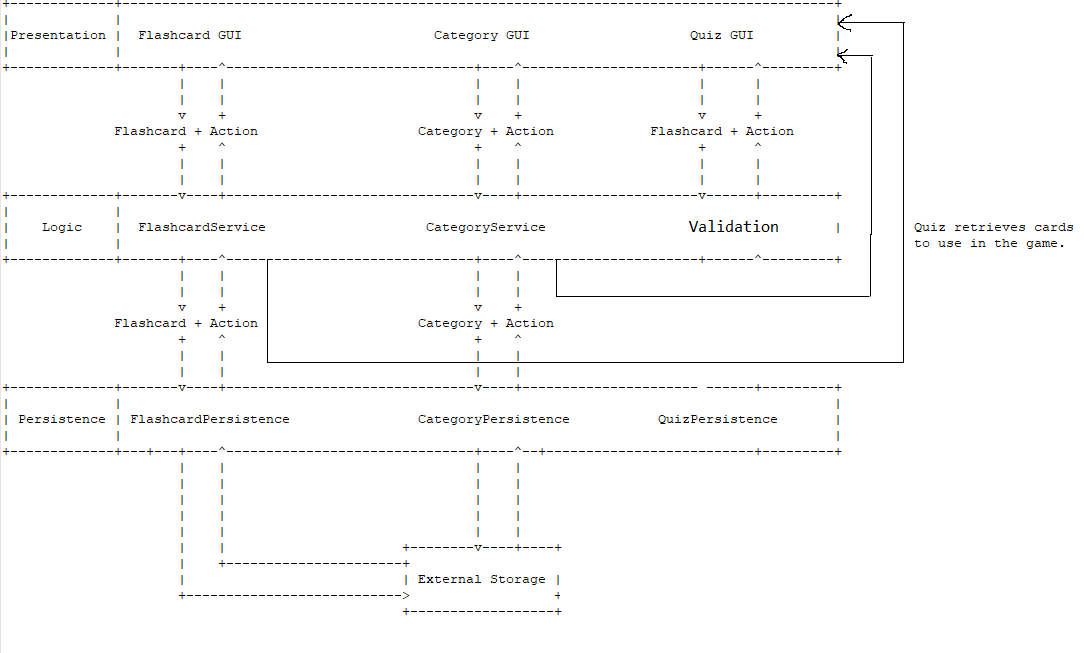 Presentation Flashcard GUI Category GUI Quiz GUI
Flashcard + Action Category + Action Flashcard + Action
Logic FlashcardService CategoryService Validation
Quiz retrieves cards
to use in the game.
Flashcard + Action Category + Action
Persistence FlashcardPersistence CategoryPersistence QuizPersistence
External Storage